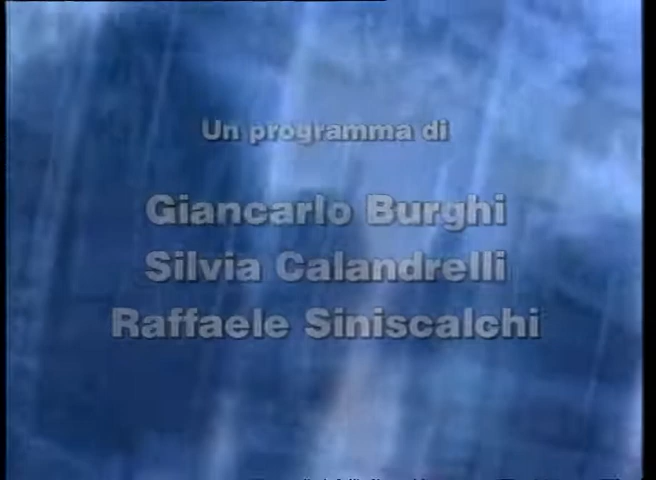 Un programma di
Giancarlo Burghi
Silvia Calandrelli
Raffaele Siniscalchi